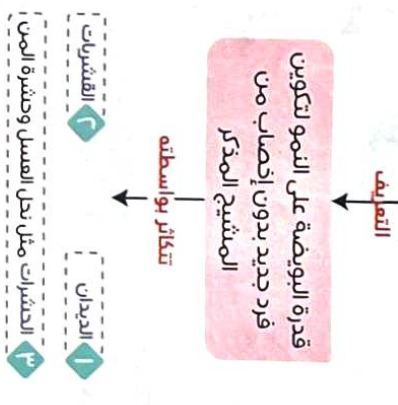 التعريف
قدرة البويضة على النمو لتكوين
فرد جديد بدون إخصاب من
المشيج المذكر
تتكاثر بواسطته
١ الديدان
٢ القشريات
٣ الحشرات مثل نحل العسل وحشرة المن